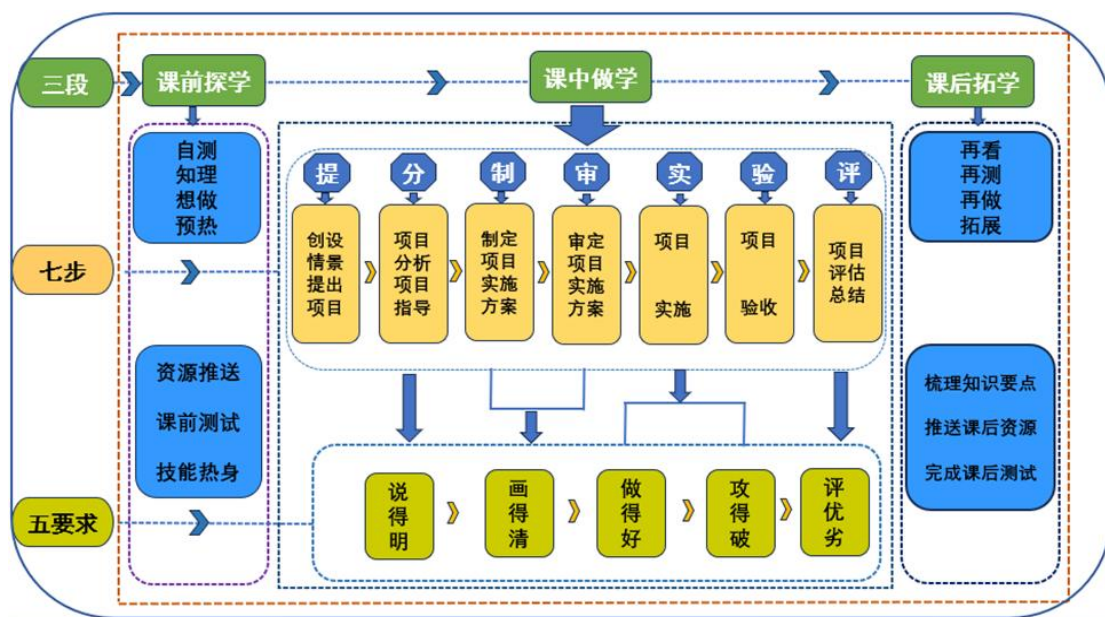 三段
课前探学
课中做学
课后拓学
自测
知理
想做
预热
提
分
制
审
实
验
评
再看
再测
再做
拓展
七步
创设
情景
提出
项目
项目
分析
项目
指导
制定
项目
实施
方案
审定
项目
实施
方案
项目
实施
项目
验收
项目
评估
总结
资源推送
课前测试
技能热身
梳理知识要点
推送课后资源
完成课后测试
五要求
说
得
明
画
得
清
做
得
好
攻
得
破
评
优
劣